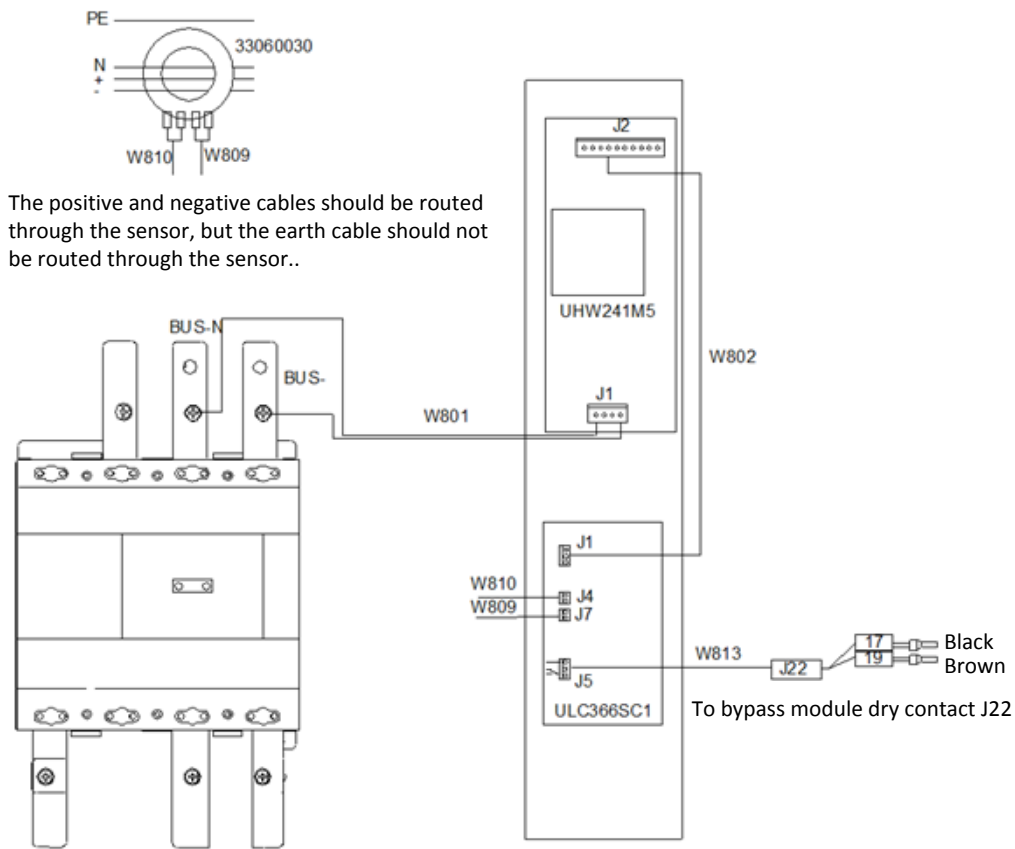 PE
33060030
N
+
-
W810
W809
The positive and negative cables should be routed
through the sensor, but the earth cable should not
be routed through the sensor..
J2
UHW241M5
W802
BUS-N
BUS-
W801
J1
J1
W810
J4
W809
J7
W813
J22
17
Black
19
Brown
J5
ULC366SC1
To bypass module dry contact J22